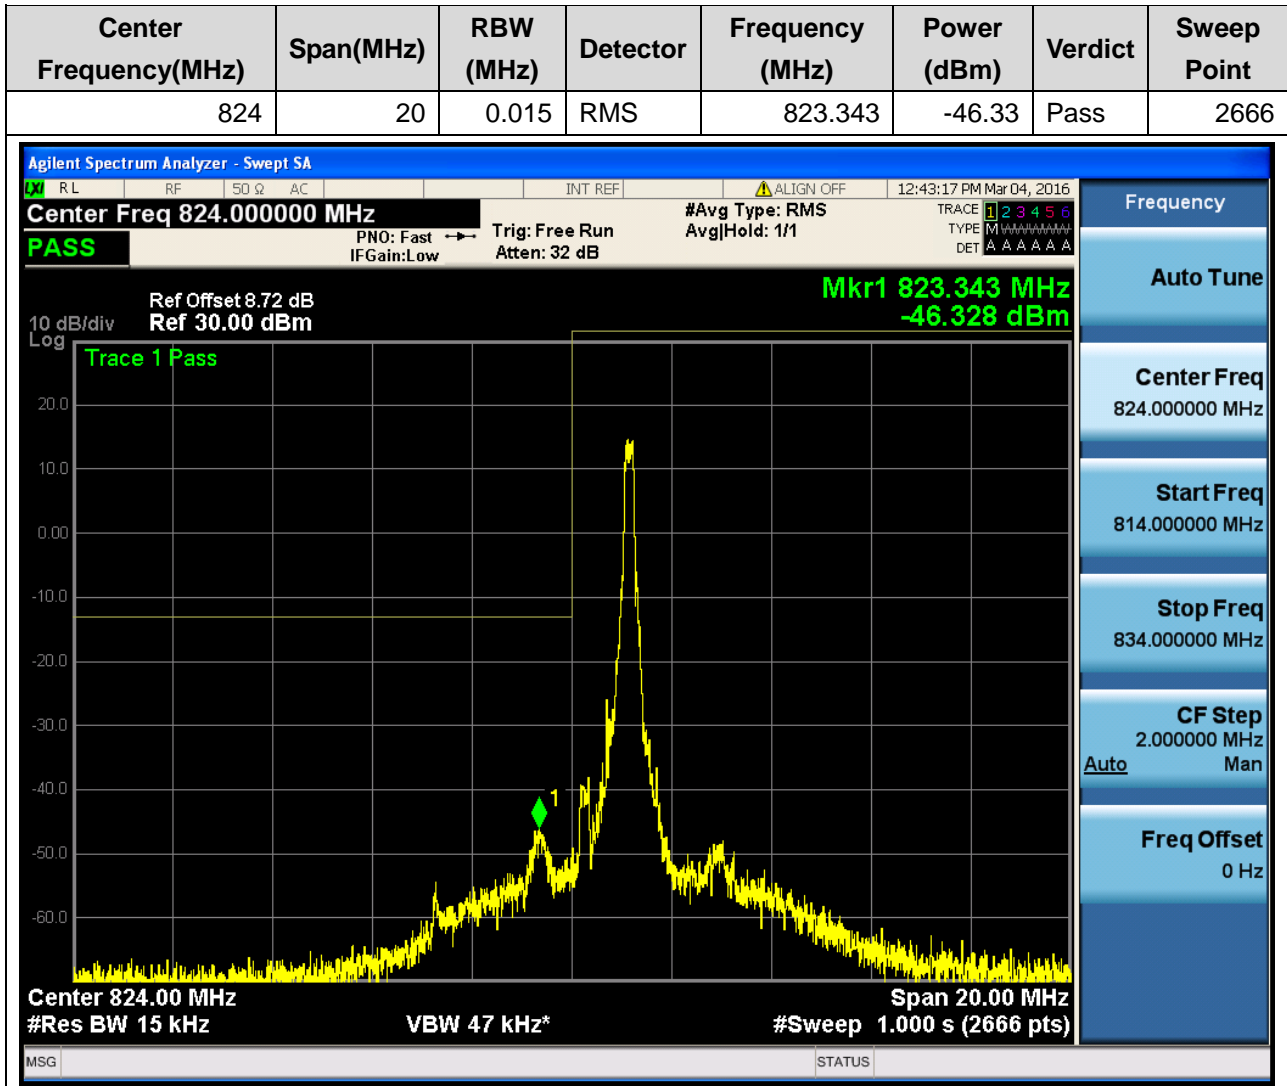 Center Frequency(MHz) Span(MHz) RBW (MHz) Detector Frequency (MHz) Power (dBm) Verdict Sweep Point
824 20 0.015 RMS 823.343 -46.33 Pass 2666
Agilent Spectrum Analyzer - Swept SA
LXI RL RF 50 Ω AC INT REF ALIGN OFF 12:43:17 PM Mar 04, 2016
Center Freq 824.000000 MHz
PASS
PNO: Fast
IFGain:Low
Trig: Free Run
Atten: 32 dB
#Avg Type: RMS
Avg|Hold: 1/1
TRACE 1 2 3 4 5 6
TYPE M WWWWW
DET A A A A A A
Mkr1 823.343 MHz
-46.328 dBm
Ref Offset 8.72 dB
10 dB/div Ref 30.00 dBm
Log
Trace 1 Pass
20.0
10.0
0.00
-10.0
-20.0
-30.0
-40.0
-50.0
-60.0
1
Center 824.00 MHz Span 20.00 MHz
#Res BW 15 kHz VBW 47 kHz* #Sweep 1.000 s (2666 pts)
MSG STATUS
Frequency
Auto Tune
Center Freq
824.000000 MHz
Start Freq
814.000000 MHz
Stop Freq
834.000000 MHz
CF Step
2.000000 MHz
Auto Man
Freq Offset
0 Hz